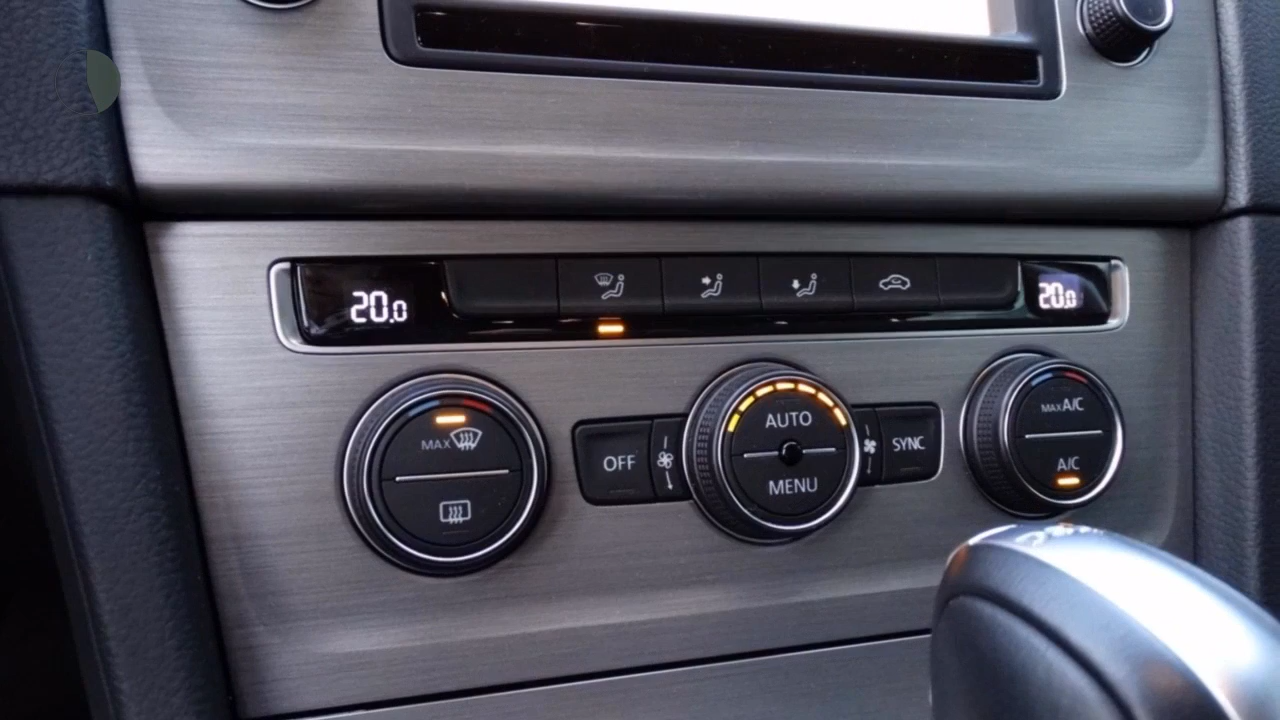 20.0
20.0
MAX
OFF
AUTO
MENU
SYNC
MAX A/C
A/C